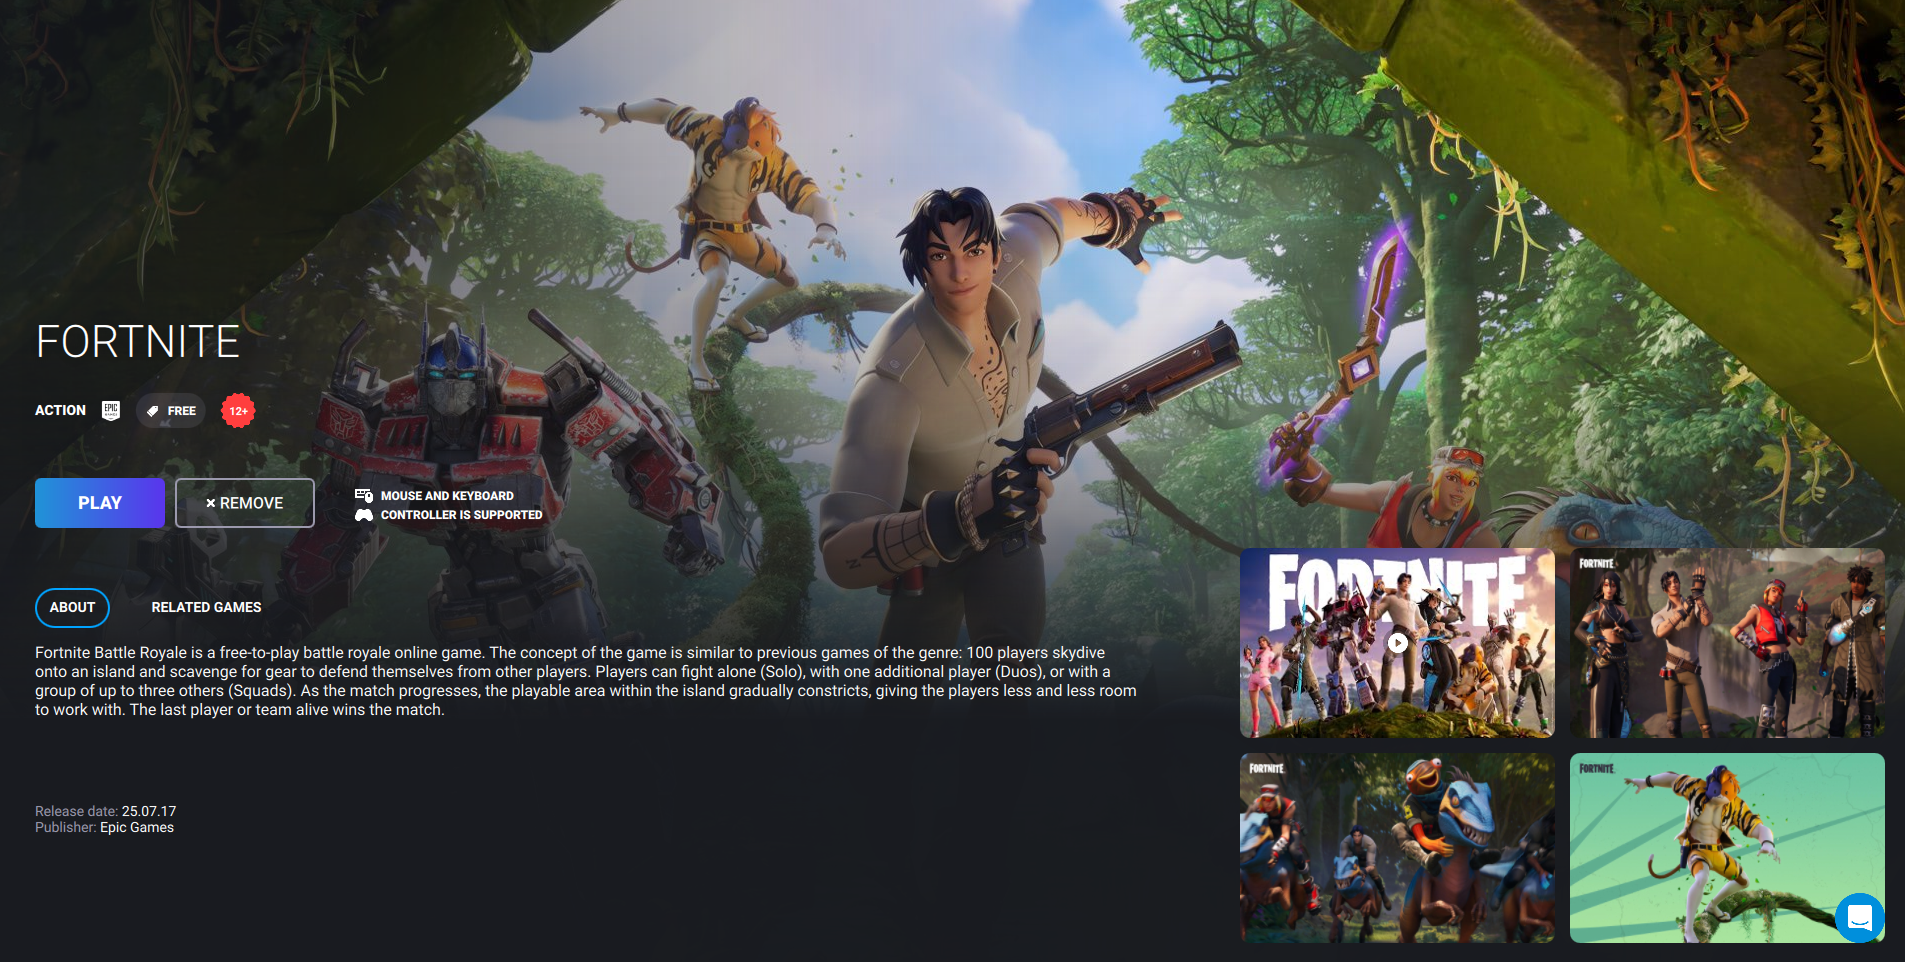 FORTNITE
ACTION EPIC GAMES FREE 12+
PLAY × REMOVE
MOUSE AND KEYBOARD
CONTROLLER IS SUPPORTED
ABOUT RELATED GAMES
Fortnite Battle Royale is a free-to-play battle royale online game. The concept of the game is similar to previous games of the genre: 100 players skydive
onto an island and scavenge for gear to defend themselves from other players. Players can fight alone (Solo), with one additional player (Duos), or with a
group of up to three others (Squads). As the match progresses, the playable area within the island gradually constricts, giving the players less and less room
to work with. The last player or team alive wins the match.
Release date: 25.07.17
Publisher: Epic Games
FORTNITE
FORTNITE
FORTNITE
FORTNITE